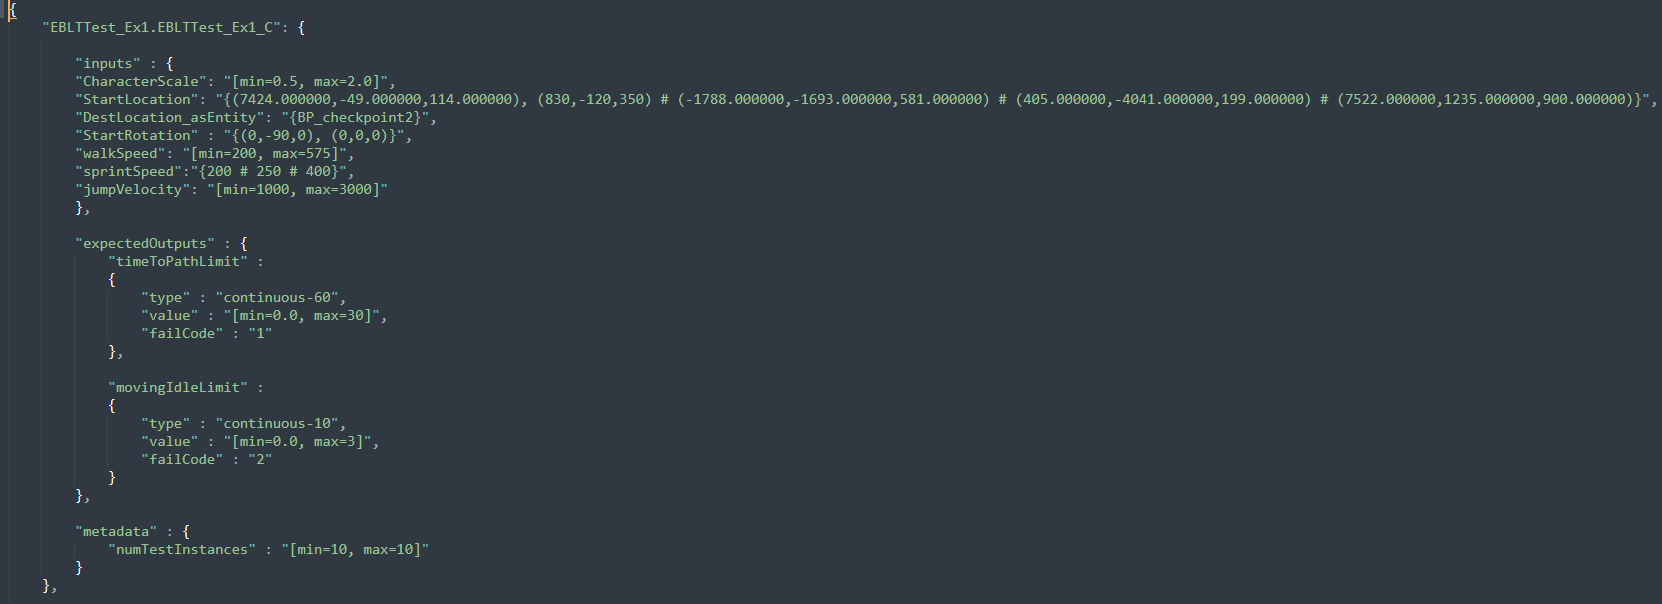 {
    "EBLTTest_Ex1.EBLTTest_Ex1_C": {
        "inputs" : {
        "CharacterScale": "[min=0.5, max=2.0]",
        "StartLocation": "{(7424.000000,-49.000000,114.000000), (830,-120,350) # (-1788.000000,-1693.000000,581.000000) # (405.000000,-4041.000000,199.000000) # (7522.000000,1235.000000,900.000000)}",
        "DestLocation_asEntity": "{BP_checkpoint2}",
        "StartRotation" : "{(0,-90,0), (0,0,0)}",
        "walkSpeed": "[min=200, max=575]",
        "sprintSpeed":"{200 # 250 # 400}",
        "jumpVelocity": "[min=1000, max=3000]"
        },
        "expectedOutputs" : {
            "timeToPathLimit" :
            {
                "type" : "continuous-60",
                "value" : "[min=0.0, max=30]",
                "failCode" : "1"
            },
            "movingIdleLimit" :
            {
                "type" : "continuous-10",
                "value" : "[min=0.0, max=3]",
                "failCode" : "2"
            }
        },
        "metadata" : {
            "numTestInstances" : "[min=10, max=10]"
        }
    },